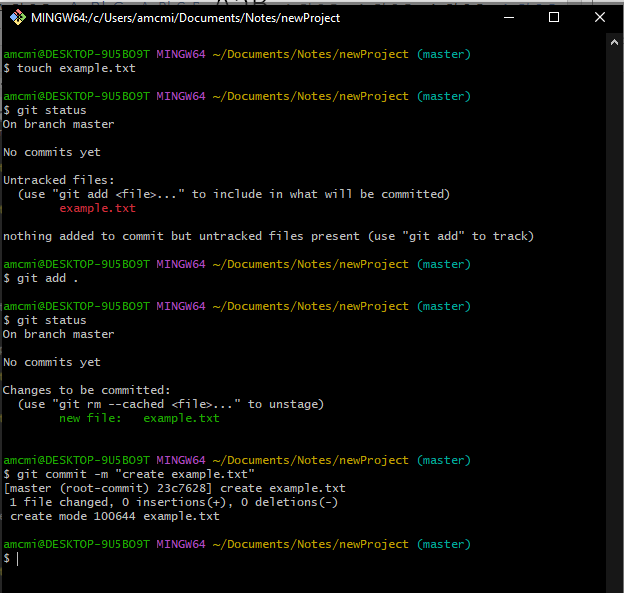 MINGW64:/c/Users/amcmi/Documents/Notes/newProject
amcmi@DESKTOP-9U5BO9T MINGW64 ~/Documents/Notes/newProject (master)
$ touch example.txt
amcmi@DESKTOP-9U5BO9T MINGW64 ~/Documents/Notes/newProject (master)
$ git status
On branch master
No commits yet
Untracked files:
(use "git add <file>..." to include in what will be committed)
example.txt
nothing added to commit but untracked files present (use "git add" to track)
amcmi@DESKTOP-9U5BO9T MINGW64 ~/Documents/Notes/newProject (master)
$ git add .
amcmi@DESKTOP-9U5BO9T MINGW64 ~/Documents/Notes/newProject (master)
$ git status
On branch master
No commits yet
Changes to be committed:
(use "git rm --cached <file>..." to unstage)
new file:   example.txt
amcmi@DESKTOP-9U5BO9T MINGW64 ~/Documents/Notes/newProject (master)
$ git commit -m "create example.txt"
[master (root-commit) 23c7628] create example.txt
1 file changed, 0 insertions(+), 0 deletions(-)
create mode 100644 example.txt
amcmi@DESKTOP-9U5BO9T MINGW64 ~/Documents/Notes/newProject (master)
$